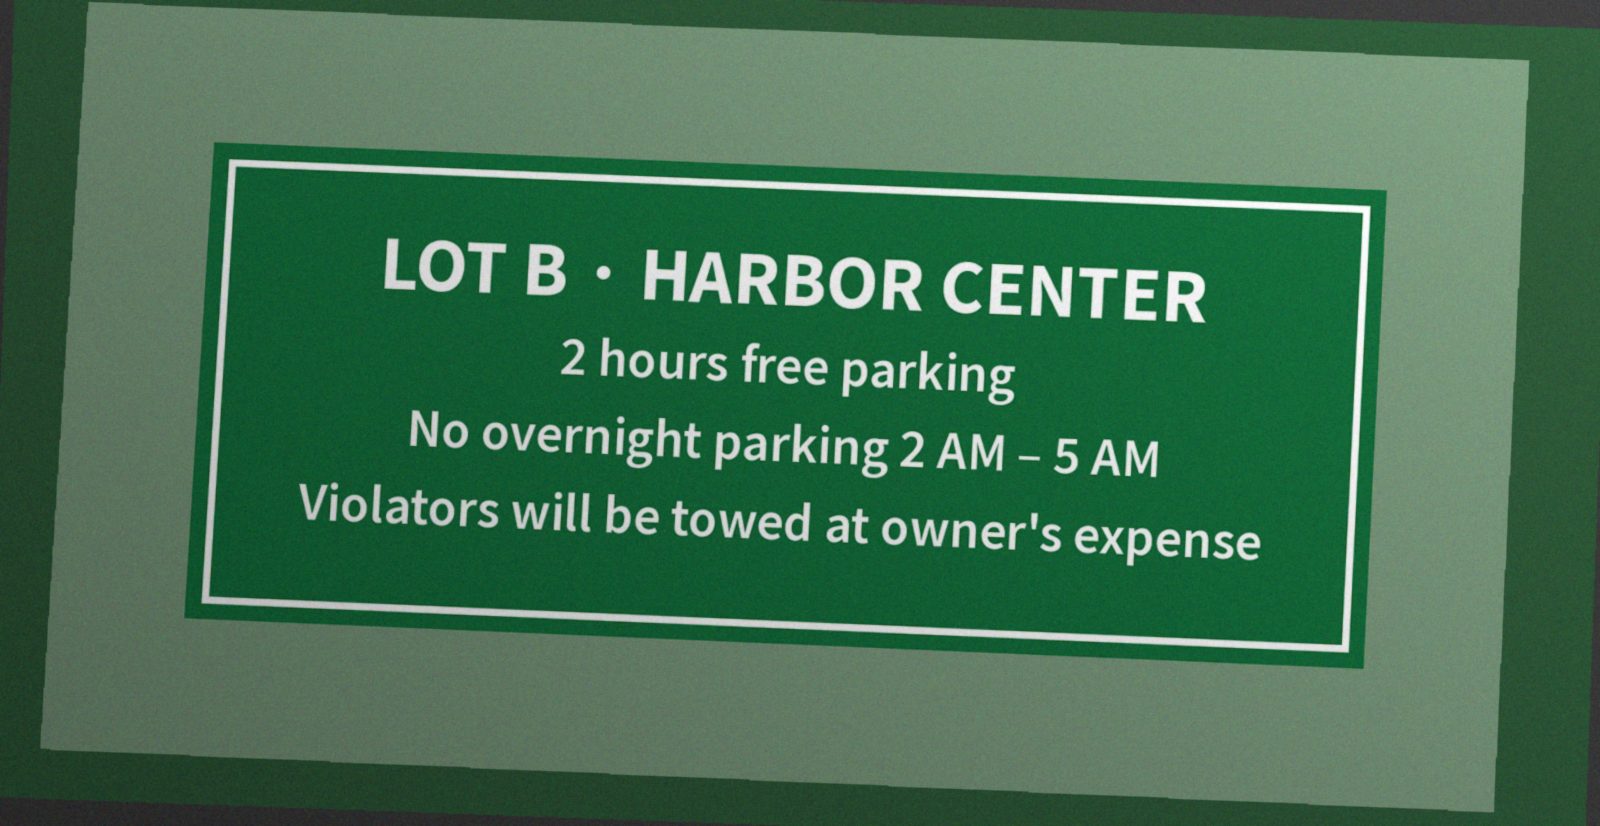 LOT B · HARBOR CENTER
2 hours free parking
No overnight parking 2 AM – 5 AM
Violators will be towed at owner's expense